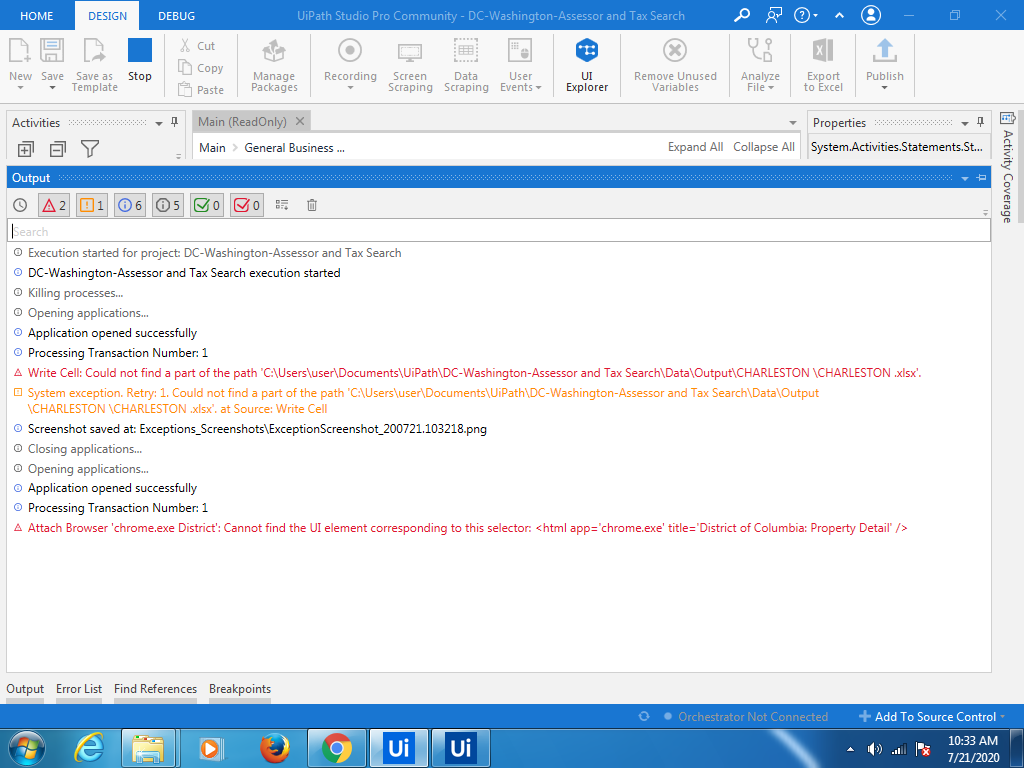 HOME DESIGN DEBUG UiPath Studio Pro Community - DC-Washington-Assessor and Tax Search
New Save Save as Template Stop Cut Copy Paste Manage Packages Recording Screen Scraping Data Scraping User Events UI Explorer Remove Unused Variables Analyze File Export to Excel Publish
Activities Main (ReadOnly) Properties
Main General Business ... Expand All Collapse All System.Activities.Statements.St...
Activity Coverage
Output
2 1 6 5 0 0
Search
Execution started for project: DC-Washington-Assessor and Tax Search
DC-Washington-Assessor and Tax Search execution started
Killing processes...
Opening applications...
Application opened successfully
Processing Transaction Number: 1
Write Cell: Could not find a part of the path 'C:\Users\user\Documents\UiPath\DC-Washington-Assessor and Tax Search\Data\Output\CHARLESTON \CHARLESTON .xlsx'.
System exception. Retry: 1. Could not find a part of the path 'C:\Users\user\Documents\UiPath\DC-Washington-Assessor and Tax Search\Data\Output
\CHARLESTON \CHARLESTON .xlsx'. at Source: Write Cell
Screenshot saved at: Exceptions_Screenshots\ExceptionScreenshot_200721.103218.png
Closing applications...
Opening applications...
Application opened successfully
Processing Transaction Number: 1
Attach Browser 'chrome.exe District': Cannot find the UI element corresponding to this selector: <html app='chrome.exe' title='District of Columbia: Property Detail' />
Output Error List Find References Breakpoints
Orchestrator Not Connected Add To Source Control
Ui Ui
10:33 AM
7/21/2020